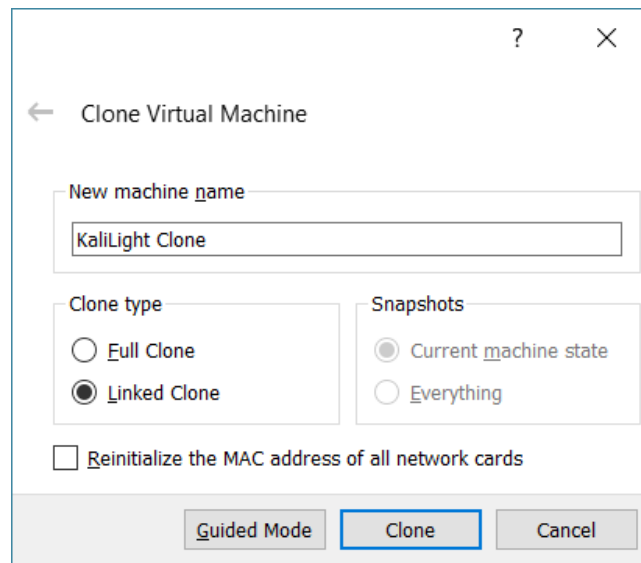 ?
Clone Virtual Machine
New machine name
KaliLight Clone
Clone type
Full Clone
Linked Clone
Snapshots
Current machine state
Everything
Reinitialize the MAC address of all network cards
Guided Mode Clone Cancel